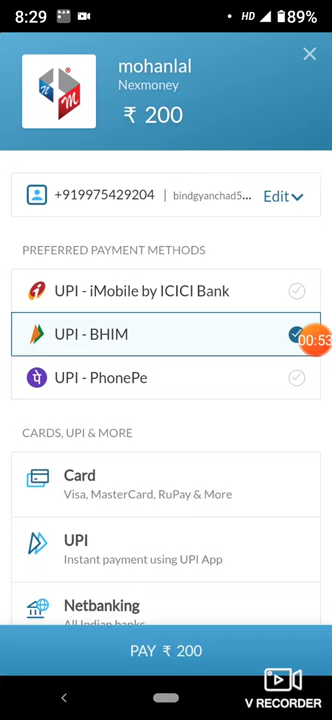 8:29
HD
89%
mohanlal
Nexmoney
₹ 200
+919975429204 | bindgyanchad5... Edit
PREFERRED PAYMENT METHODS
UPI - iMobile by ICICI Bank
UPI - BHIM
00:53
UPI - PhonePe
CARDS, UPI & MORE
Card
Visa, MasterCard, RuPay & More
UPI
Instant payment using UPI App
Netbanking
All Indian banks
PAY ₹ 200
V RECORDER